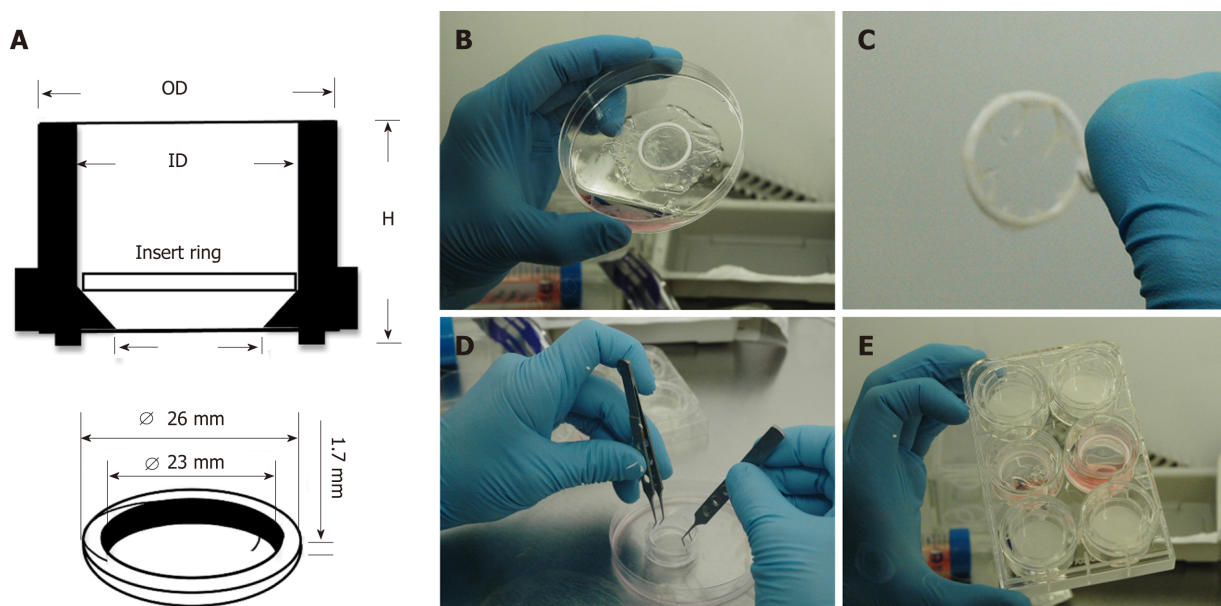 A
OD
ID
H
Insert ring
∅ 26 mm
∅ 23 mm
1.7 mm
B
C
D
E